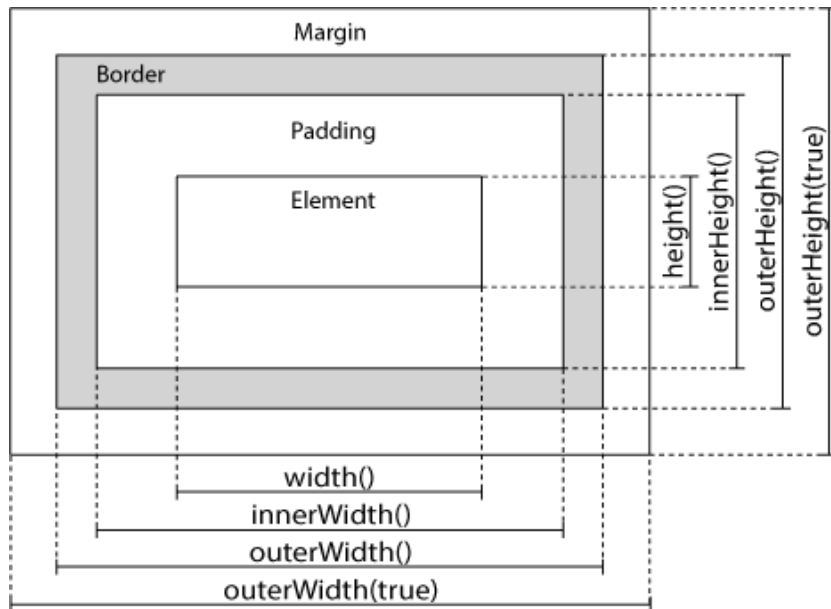 Margin
Border
Padding
Element
height()
innerHeight()
outerHeight()
outerHeight(true)
width()
innerWidth()
outerWidth()
outerWidth(true)